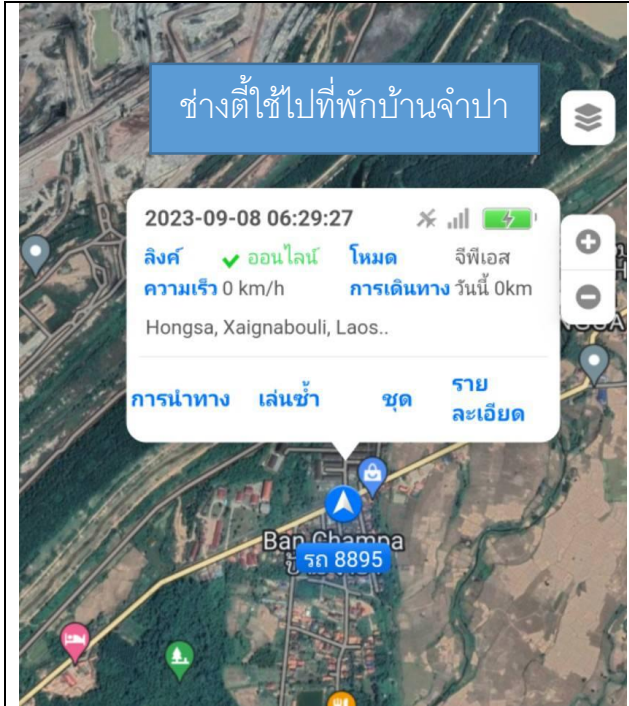 ช่างตี้ใช้ไปที่พักบ้านจำปา
2023-09-08 06:29:27
ลิงค์ ออนไลน์ โหมด จีพีเอส
ความเร็ว 0 km/h การเดินทาง วันนี้ 0km
Hongsa, Xaignabouli, Laos..
การนำทาง เล่นซ้ำ ชุด ราย
ละเอียด
Ban Champa
รถ 8895